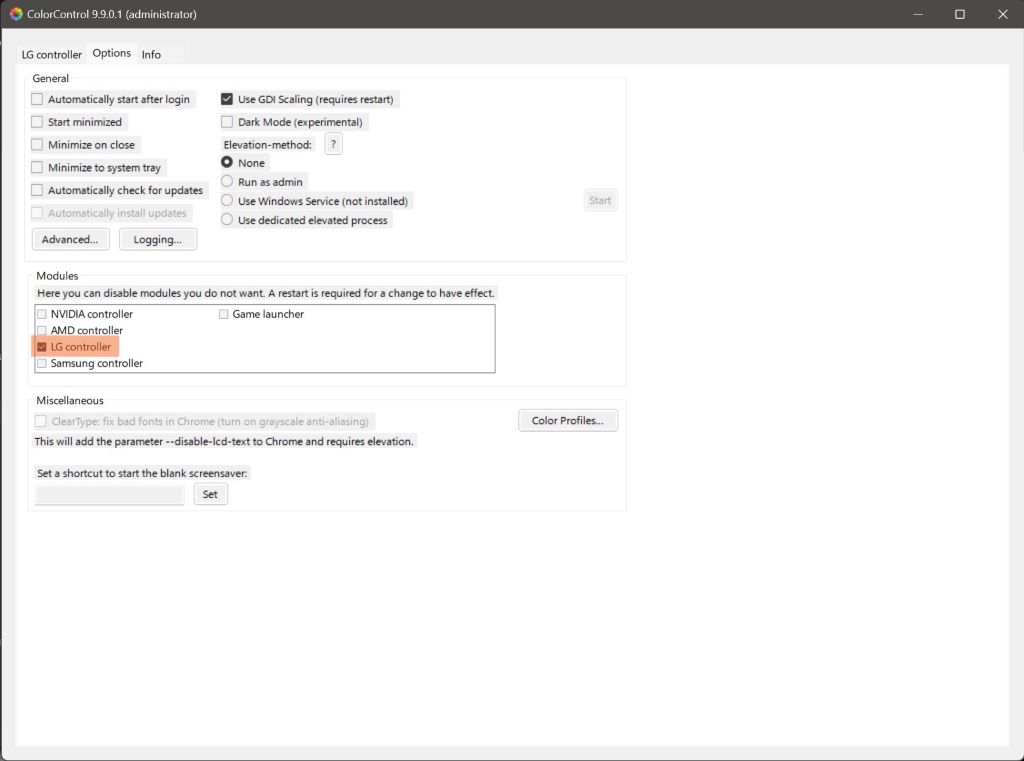 ColorControl 9.9.0.1 (administrator)
LG controller Options Info
General
Automatically start after login
Start minimized
Minimize on close
Minimize to system tray
Automatically check for updates
Automatically install updates
Advanced... Logging...
Use GDI Scaling (requires restart)
Dark Mode (experimental)
Elevation-method: ?
None
Run as admin
Use Windows Service (not installed)
Use dedicated elevated process
Start
Modules
Here you can disable modules you do not want. A restart is required for a change to have effect.
NVIDIA controller
AMD controller
LG controller
Samsung controller
Game launcher
Miscellaneous
ClearType: fix bad fonts in Chrome (turn on grayscale anti-aliasing)
Color Profiles...
This will add the parameter --disable-lcd-text to Chrome and requires elevation.
Set a shortcut to start the blank screensaver:
Set